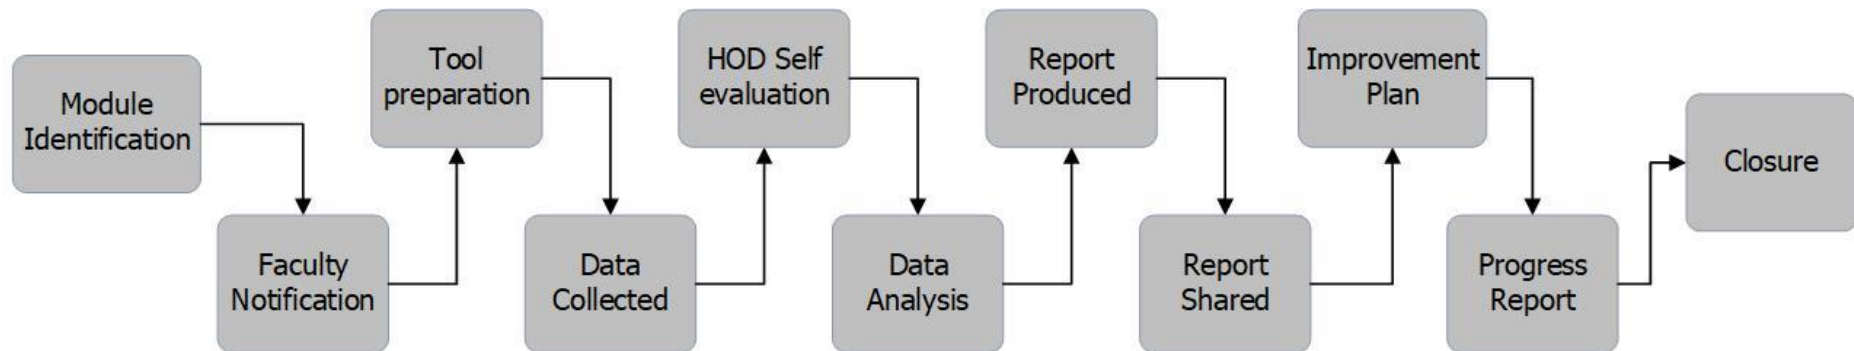 Module
Identification
Faculty
Notification
Tool
preparation
Data
Collected
HOD Self
evaluation
Data
Analysis
Report
Produced
Report
Shared
Improvement
Plan
Progress
Report
Closure